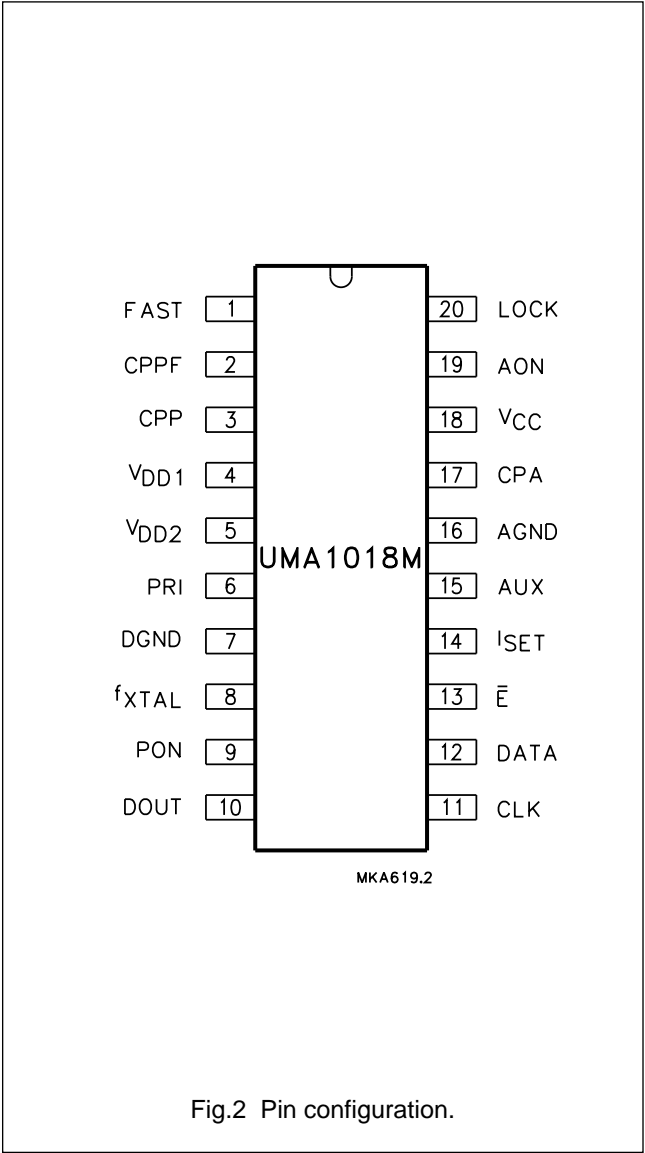 FAST 1 20 LOCK
CPPF 2 19 AON
CPP 3 18 VCC
VDD1 4 17 CPA
VDD2 5 16 AGND
UMA1018M
PRI 6 15 AUX
DGND 7 14 ISET
fXTAL 8 13 E̅
PON 9 12 DATA
DOUT 10 11 CLK
MKA619.2
Fig.2 Pin configuration.